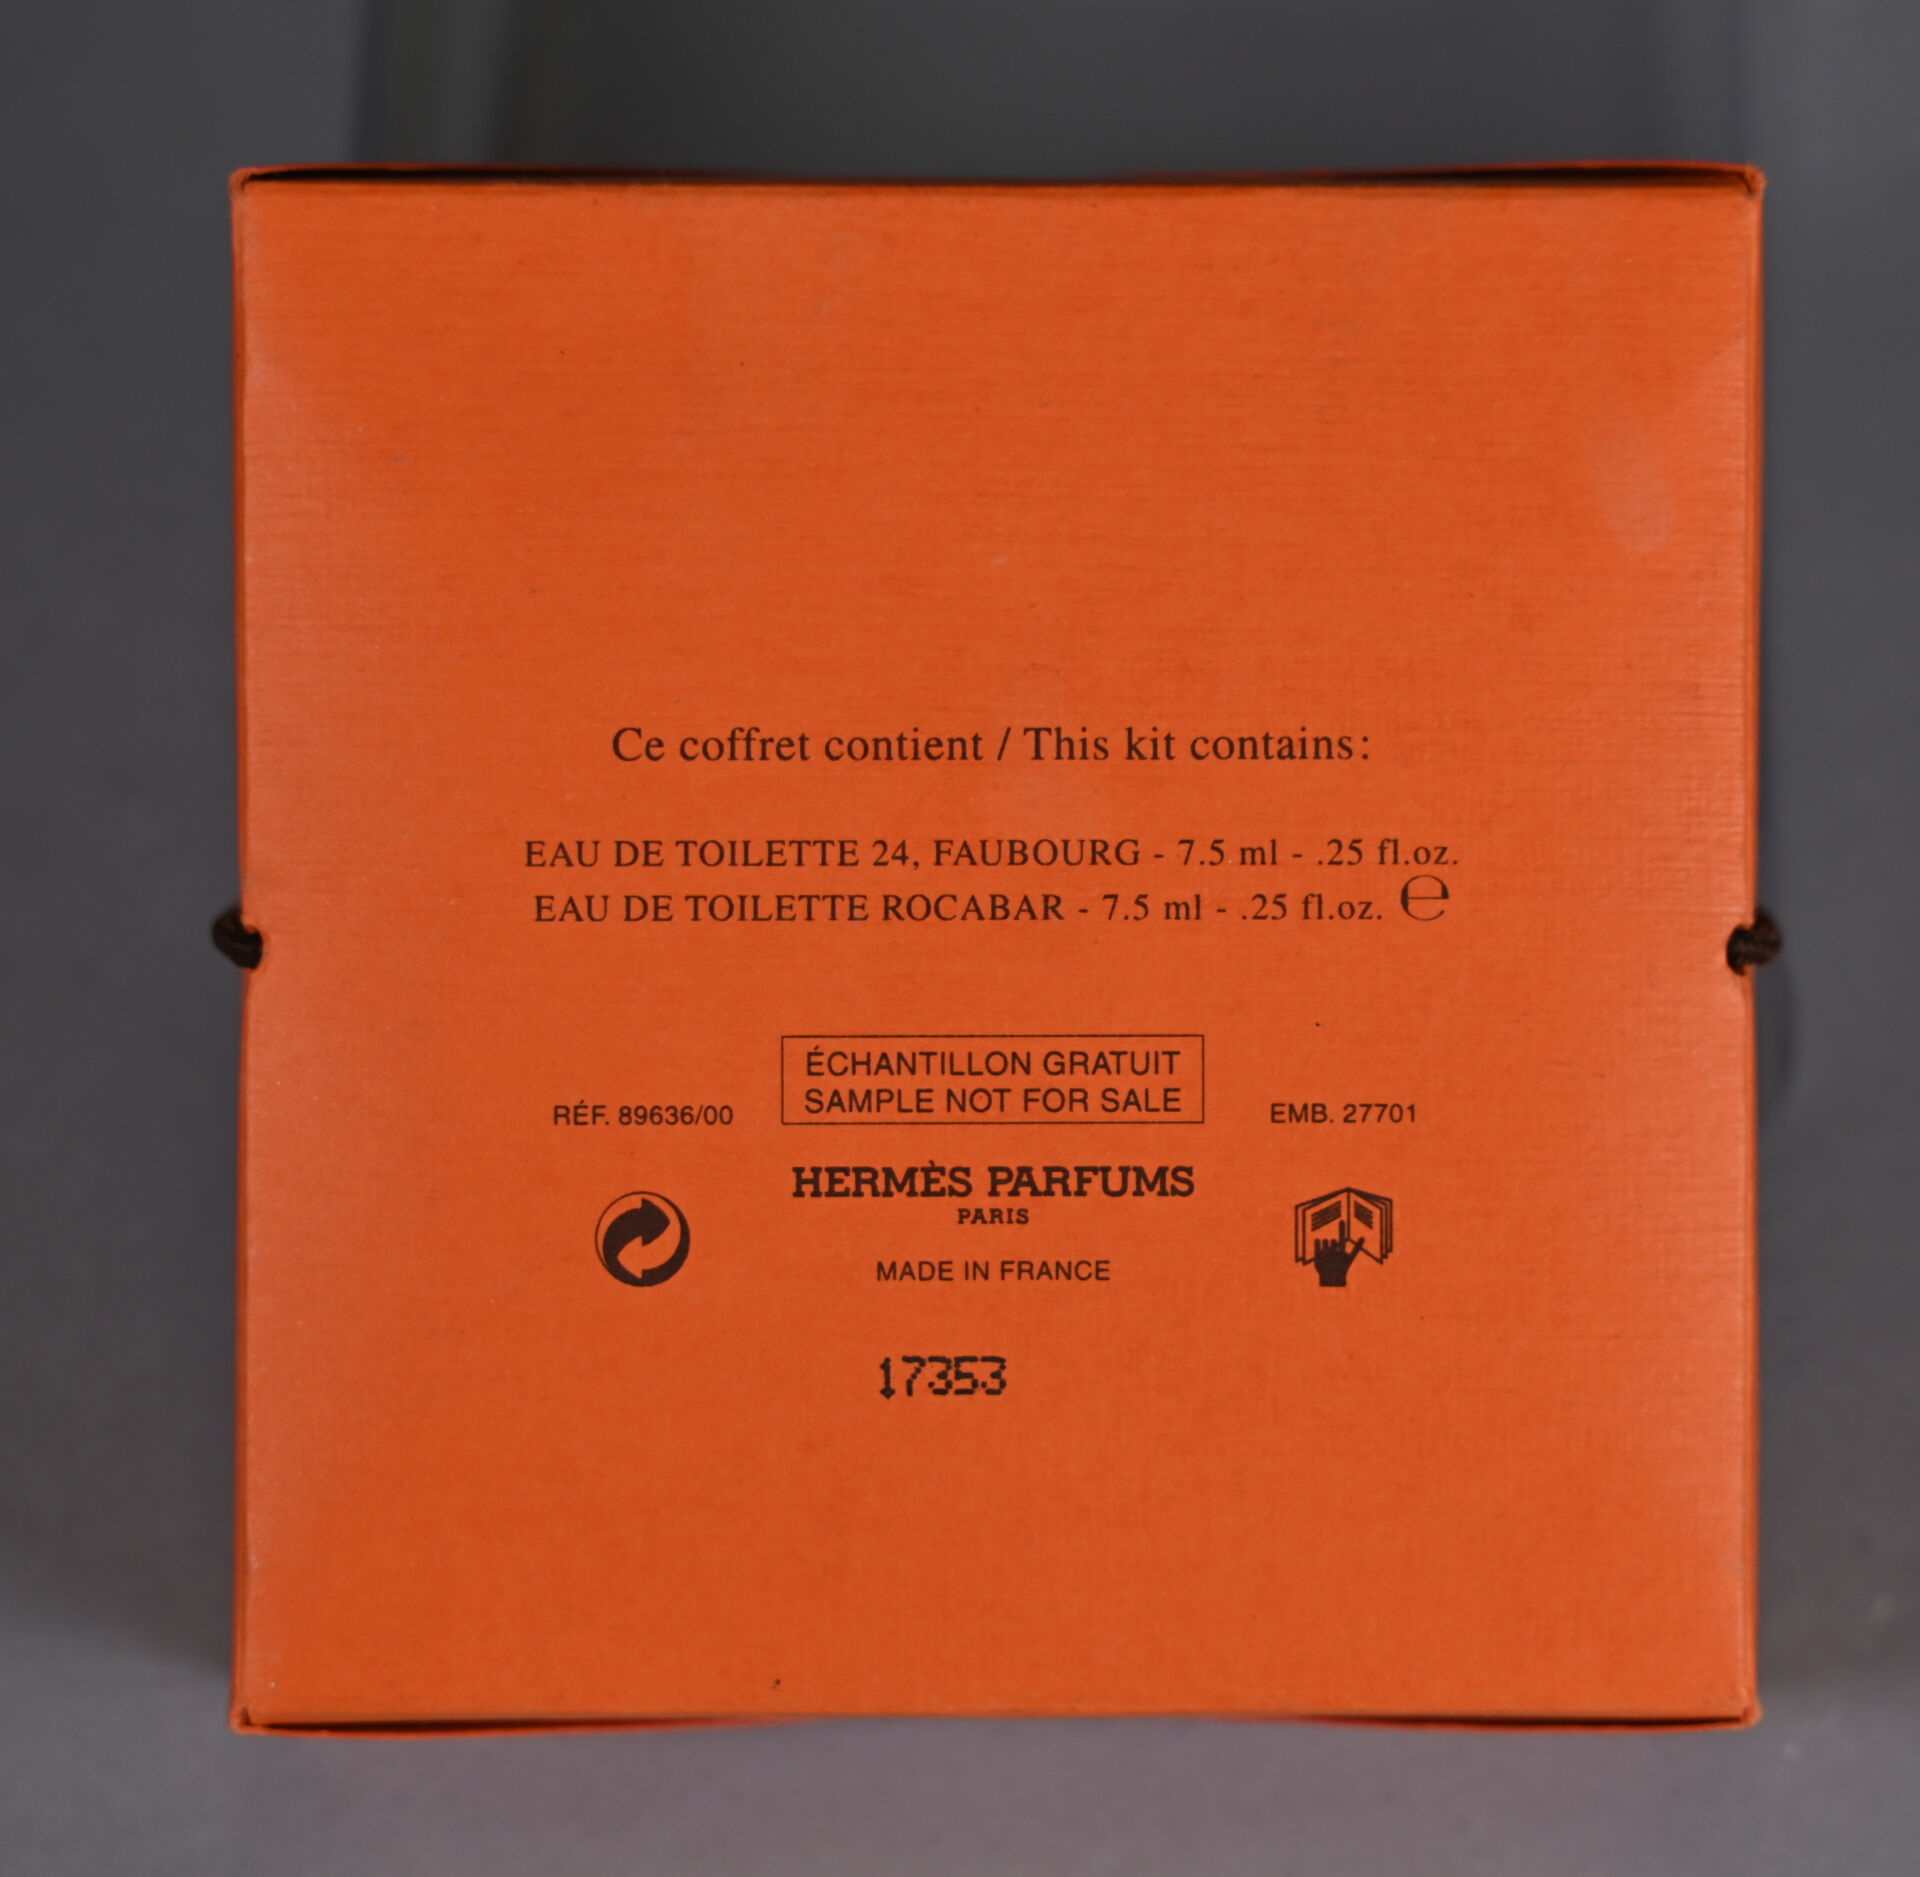 Ce coffret contient / This kit contains:
EAU DE TOILETTE 24, FAUBOURG - 7.5 ml - .25 fl.oz.
EAU DE TOILETTE ROCABAR - 7.5 ml - .25 fl.oz. ℮
ÉCHANTILLON GRATUIT
SAMPLE NOT FOR SALE
RÉF. 89636/00
EMB. 27701
HERMÈS PARFUMS
PARIS
MADE IN FRANCE
17353